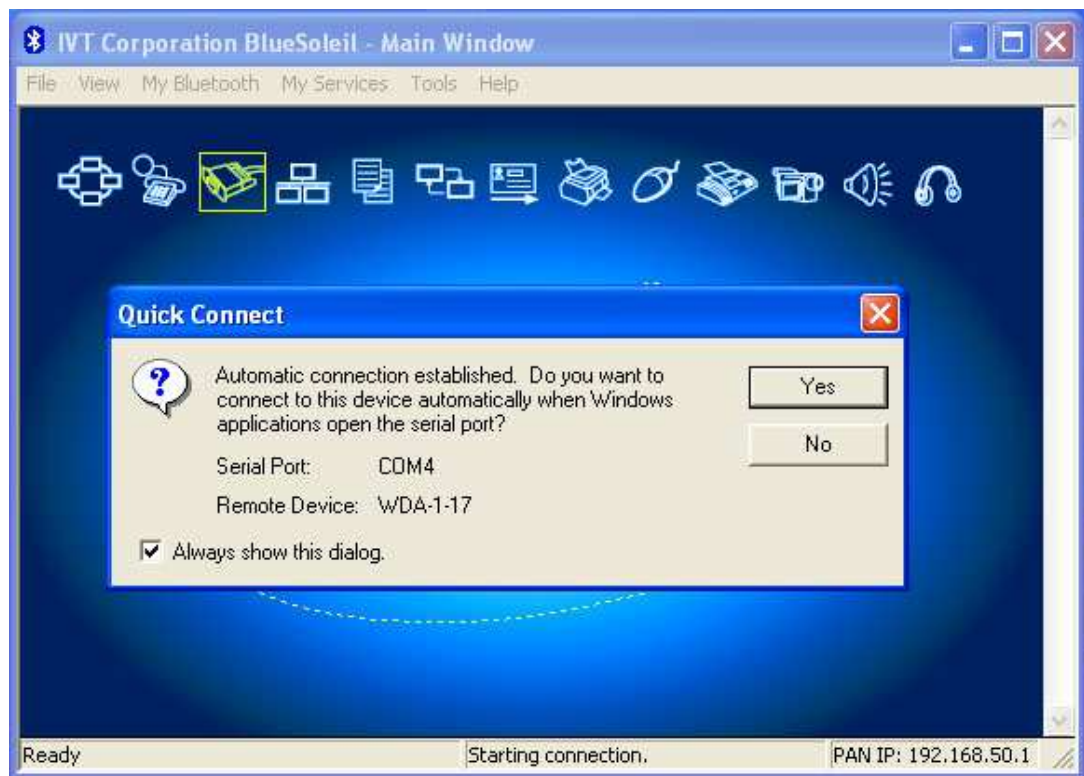 IVT Corporation BlueSoleil - Main Window
File View My Bluetooth My Services Tools Help
Quick Connect
Automatic connection established. Do you want to
connect to this device automatically when Windows
applications open the serial port?
Yes
No
Serial Port: COM4
Remote Device: WDA-1-17
Always show this dialog.
Ready Starting connection. PAN IP: 192.168.50.1